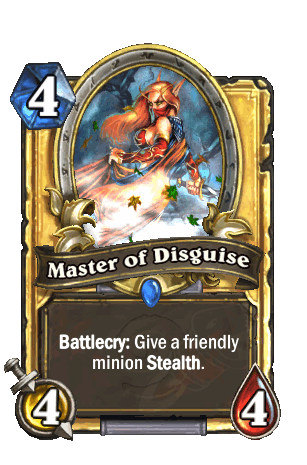 4
Master of Disguise
Battlecry: Give a friendly
minion Stealth.
4
4